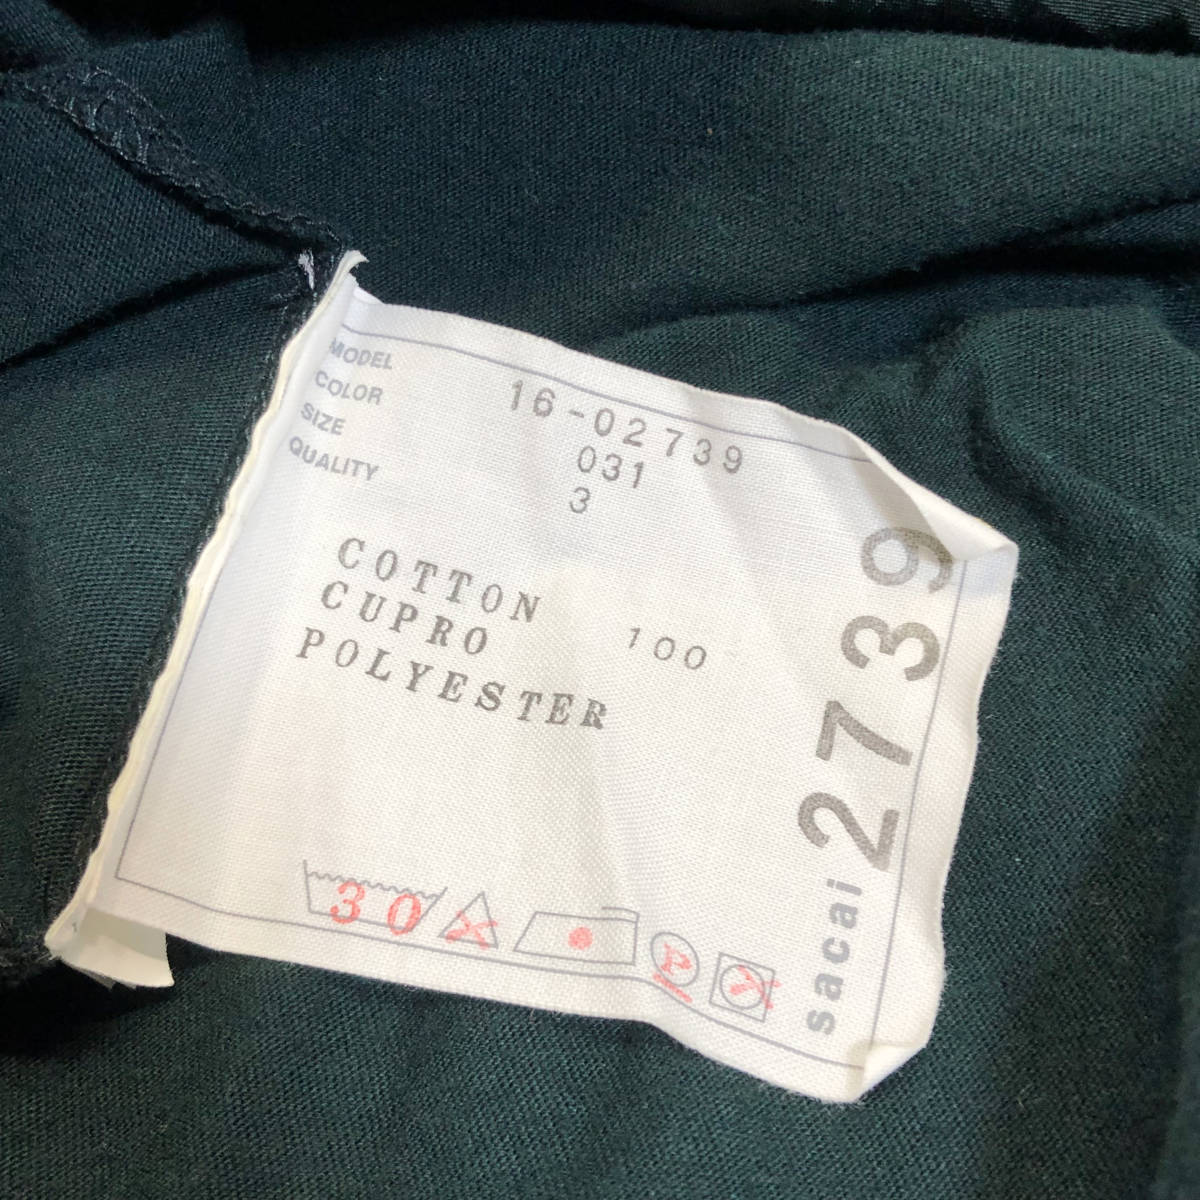 MODEL 16-02739
COLOR 031
SIZE 3
QUALITY
COTTON 100
CUPRO
POLYESTER
30
P
sacai 2739